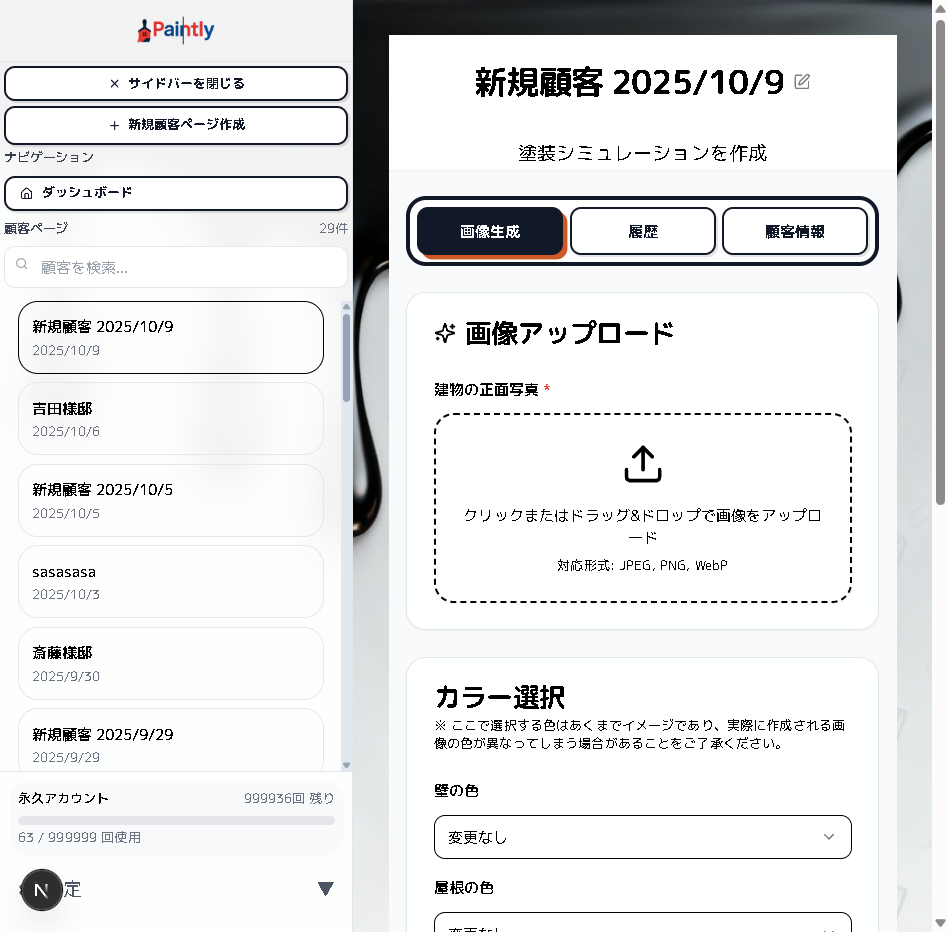 Paintly
× サイドバーを閉じる
+ 新規顧客ページ作成
ナビゲーション
ダッシュボード
顧客ページ 29件
顧客を検索...
新規顧客 2025/10/9
2025/10/9
吉田様邸
2025/10/6
新規顧客 2025/10/5
2025/10/5
sasasasa
2025/10/3
斎藤様邸
2025/9/30
新規顧客 2025/9/29
2025/9/29
永久アカウント 999936回 残り
63 / 999999 回使用
N 定 ▼
新規顧客 2025/10/9
塗装シミュレーションを作成
画像生成 履歴 顧客情報
画像アップロード
建物の正面写真 *
クリックまたはドラッグ&ドロップで画像をアップロ
ード
対応形式: JPEG, PNG, WebP
カラー選択
※ ここで選択する色はあくまでイメージであり、実際に作成される画
像の色が異なってしまう場合があることをご了承ください。
壁の色
変更なし
屋根の色
変更なし